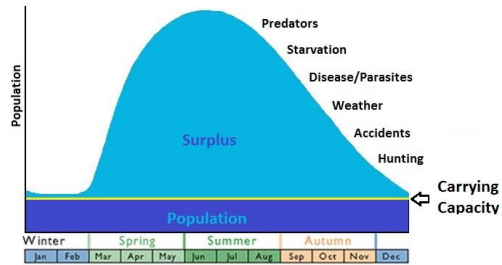 Predators
Starvation
Disease/Parasites
Weather
Accidents
Hunting
Population
Surplus
Carrying
Capacity
Population
Winter Spring Summer Autumn
Jan Feb Mar Apr May Jun Jul Aug Sep Oct Nov Dec